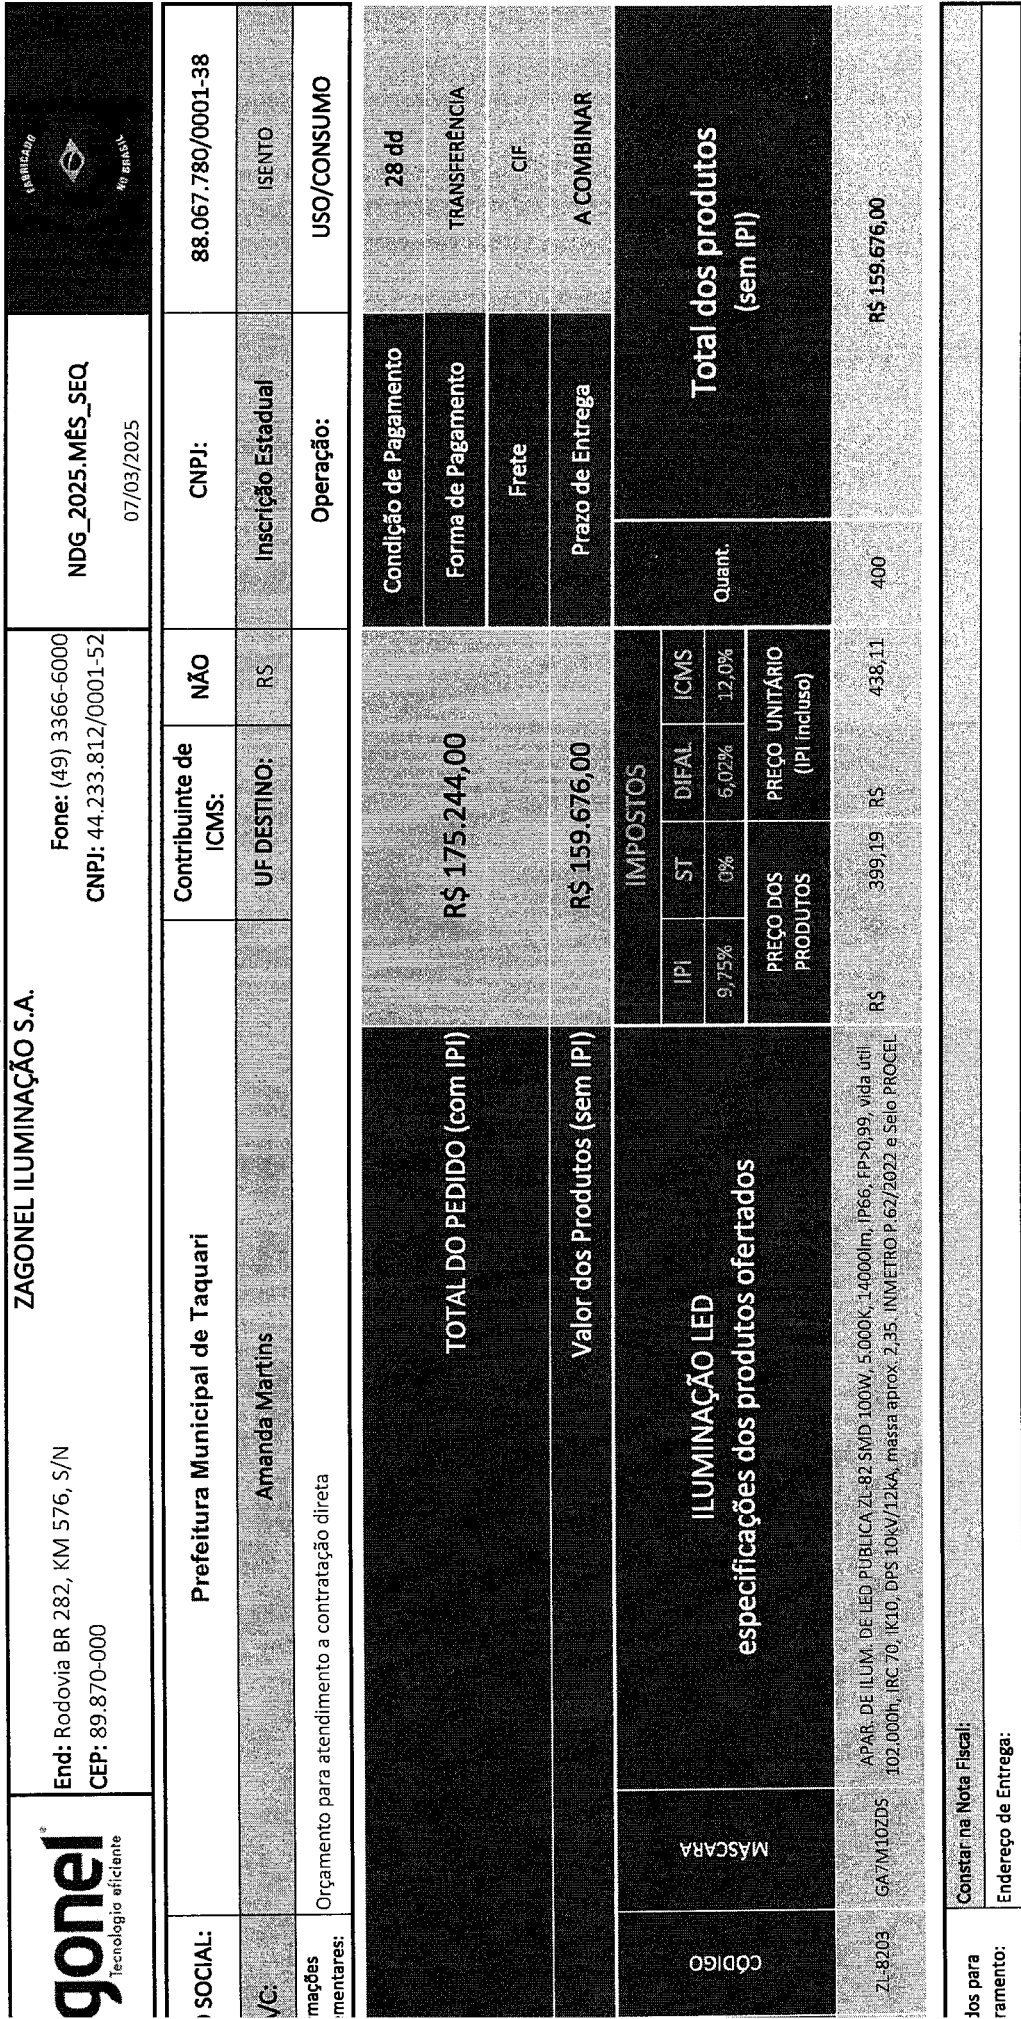 gonel
Tecnologia eficiente
ZAGONEL ILUMINAÇÃO S.A.
End: Rodovia BR 282, KM 576, S/N
CEP: 89.870-000
Fone: (49) 3366-6000
CNPJ: 44.233.812/0001-52
NDG_2025.MÊS_SEQ
07/03/2025
FABRICADO
NO BRASIL
SOCIAL: Prefeitura Municipal de Taquari Contribuinte de ICMS: NÃO CNPJ: 88.067.780/0001-38
/C: Amanda Martins UF DESTINO: RS Inscrição Estadual ISENTO
rmações
mentares:
Orçamento para atendimento a contratação direta Operação: USO/CONSUMO
TOTAL DO PEDIDO (com IPI) R$ 175.244,00
Condição de Pagamento 28 dd
Forma de Pagamento TRANSFERÊNCIA
Frete CIF
Valor dos Produtos (sem IPI) R$ 159.676,00 Prazo de Entrega A COMBINAR
CÓDIGO MÁSCARA
ILUMINAÇÃO LED
especificações dos produtos ofertados
IMPOSTOS
IPI ST DIFAL ICMS
9,75% 0% 6,02% 12,0%
PREÇO DOS
PRODUTOS
PREÇO UNITÁRIO
(IPI incluso)
Quant.
Total dos produtos
(sem IPI)
ZL-8203 GA7M10ZDS
APAR. DE ILUM. DE LED PUBLICA ZL-82 SMD 100W, 5.000K, 14000lm, IP66, FP>0,99, vida útil
102.000h, IRC 70, IK10, DPS 10kV/12kA, massa aprox. 2,35. INMETRO P 62/2022 e Selo PROCEL
R$ 399,19 R$ 438,11 400 R$ 159.676,00
dos para
ramento:
Constar na Nota Fiscal:
Endereço de Entrega: